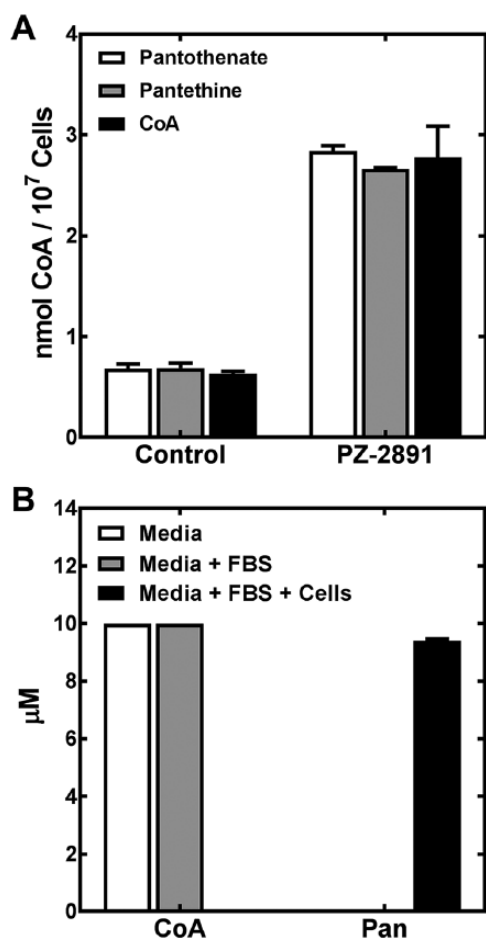 A
4
Pantothenate
Pantethine
CoA
3
2
1
0
nmol CoA / 10⁷ Cells
Control PZ-2891
B
14
Media
Media + FBS
Media + FBS + Cells
12
10
8
6
4
2
0
µM
CoA Pan